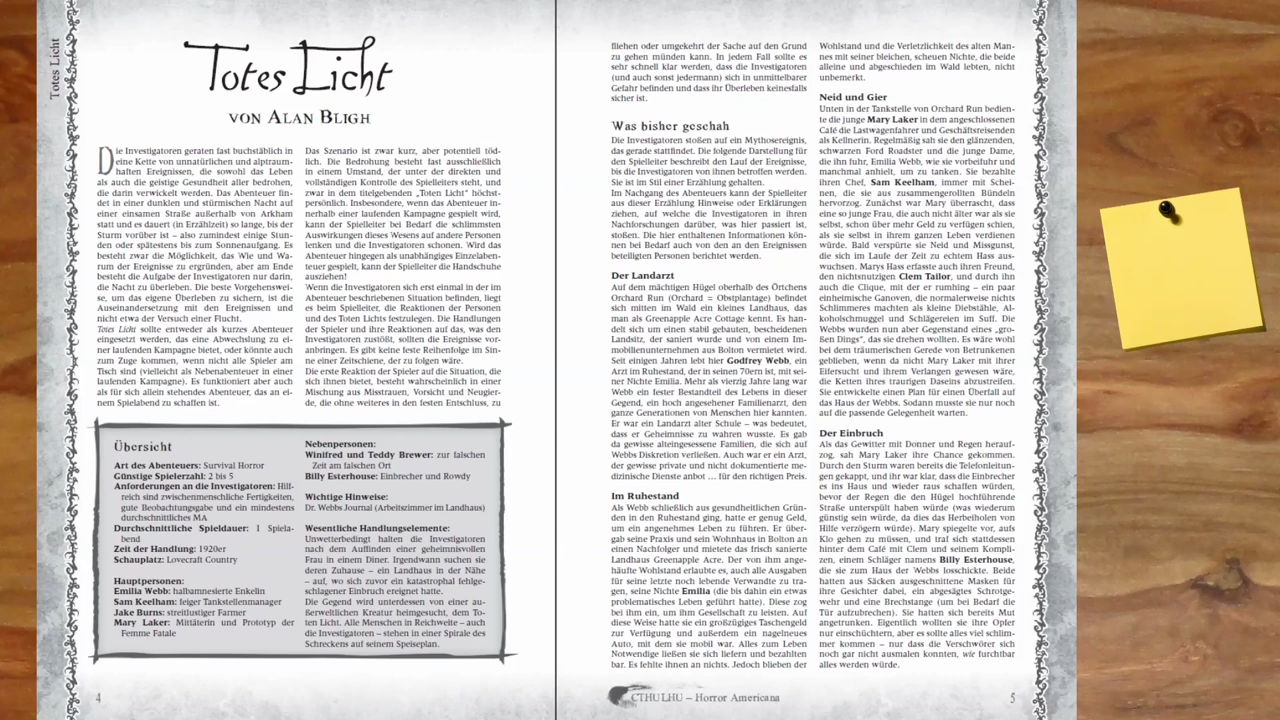 Totes Licht
Totes Licht
VON ALAN BLIGH
Die Investigatoren geraten fast buchstäblich in
eine Kette von unnatürlichen und alptraum-
haften Ereignissen, die sowohl das Leben
als auch die geistige Gesundheit aller bedrohen,
die darin verwickelt werden. Das Abenteuer fin-
det in einer dunklen und stürmischen Nacht auf
einer einsamen Straße außerhalb von Arkham
statt und es dauert (in Erzählzeit) so lange, bis der
Sturm vorüber ist – also zumindest einige Stun-
den oder spätestens bis zum Sonnenaufgang. Es
besteht zwar die Möglichkeit, das Wie und Wa-
rum der Ereignisse zu ergründen, aber am Ende
besteht die Aufgabe der Investigatoren nur darin,
die Nacht zu überleben. Die beste Vorgehenswei-
se, um das eigene Überleben zu sichern, ist die
Auseinandersetzung mit den Ereignissen und
nicht etwa der Versuch einer Flucht.
Totes Licht sollte entweder als kurzes Abenteuer
eingesetzt werden, das eine Abwechslung zu ei-
ner laufenden Kampagne bietet, oder könnte auch
zum Zuge kommen, wenn nicht alle Spieler am
Tisch sind (vielleicht als Nebenabenteuer in einer
laufenden Kampagne). Es funktioniert aber auch
als für sich allein stehendes Abenteuer, das an ei-
nem Spielabend zu schaffen ist.
Das Szenario ist zwar kurz, aber potentiell töd-
lich. Die Bedrohung besteht fast ausschließlich
in einem Umstand, der unter der direkten und
vollständigen Kontrolle des Spielleiters steht, und
zwar in dem titelgebenden „Toten Licht“ höchst-
persönlich. Insbesondere, wenn das Abenteuer in-
nerhalb einer laufenden Kampagne gespielt wird,
kann der Spielleiter bei Bedarf die schlimmsten
Auswirkungen dieses Wesens auf andere Personen
lenken und die Investigatoren schonen. Wird das
Abenteuer hingegen als unabhängiges Einzelaben-
teuer gespielt, kann der Spielleiter die Handschuhe
ausziehen!
Wenn die Investigatoren sich erst einmal in der im
Abenteuer beschriebenen Situation befinden, liegt
es beim Spielleiter, die Reaktionen der Personen
und des Toten Lichts festzulegen. Die Handlungen
der Spieler und ihre Reaktionen auf das, was den
Investigatoren zustößt, sollten die Ereignisse vor-
anbringen. Es gibt keine feste Reihenfolge im Sin-
ne einer Zeitschiene, der zu folgen wäre.
Die erste Reaktion der Spieler auf die Situation, die
sich ihnen bietet, besteht wahrscheinlich in einer
Mischung aus Misstrauen, Vorsicht und Neugier-
de, die ohne weiteres in den festen Entschluss, zu
Übersicht
Art des Abenteuers: Survival Horror
Günstige Spielerzahl: 2 bis 5
Anforderungen an die Investigatoren: Hilf-
reich sind zwischenmenschliche Fertigkeiten,
gute Beobachtungsgabe und ein mindestens
durchschnittliches MA
Durchschnittliche Spieldauer: 1 Spiela-
bend
Zeit der Handlung: 1920er
Schauplatz: Lovecraft Country
Hauptpersonen:
Emilia Webb: halbamnesierte Enkelin
Sam Keelham: feiger Tankstellenmanager
Jake Burns: streitlustiger Farmer
Mary Laker: Mittäterin und Prototyp der
Femme Fatale
Nebenpersonen:
Winifred und Teddy Brewer: zur falschen
Zeit am falschen Ort
Billy Esterhouse: Einbrecher und Rowdy
Wichtige Hinweise:
Dr. Webbs Journal (Arbeitszimmer im Landhaus)
Wesentliche Handlungselemente:
Unwetterbedingt halten die Investigatoren
nach dem Auffinden einer geheimnisvollen
Frau in einem Diner. Irgendwann suchen sie
deren Zuhause – ein Landhaus in der Nähe
– auf, wo sich zuvor ein katastrophal fehlge-
schlagener Einbruch ereignet hatte.
Die Gegend wird unterdessen von einer au-
ßerweltlichen Kreatur heimgesucht, dem To-
ten Licht. Alle Menschen in Reichweite – auch
die Investigatoren – stehen in einer Spirale des
Schreckens auf seinem Speiseplan.
4
fliehen oder umgekehrt der Sache auf den Grund
zu gehen münden kann. In jedem Fall sollte es
sehr schnell klar werden, dass die Investigatoren
(und auch sonst jedermann) sich in unmittelbarer
Gefahr befinden und dass ihr Überleben keinesfalls
sicher ist.
Was bisher geschah
Die Investigatoren stoßen auf ein Mythosereignis,
das gerade stattfindet. Die folgende Darstellung für
den Spielleiter beschreibt den Lauf der Ereignisse,
bis die Investigatoren von ihnen betroffen werden.
Sie ist im Stil einer Erzählung gehalten.
Im Nachgang des Abenteuers kann der Spielleiter
aus dieser Erzählung Hinweise oder Erklärungen
ziehen, auf welche die Investigatoren in ihren
Nachforschungen darüber, was hier passiert ist,
stoßen. Die hier enthaltenen Informationen kön-
nen bei Bedarf auch von den an den Ereignissen
beteiligten Personen berichtet werden.
Der Landarzt
Auf dem mächtigen Hügel oberhalb des Örtchens
Orchard Run (Orchard = Obstplantage) befindet
sich mitten im Wald ein kleines Landhaus, das
man als Greenapple Acre Cottage kennt. Es han-
delt sich um einen stabil gebauten, bescheidenen
Landsitz, der saniert wurde und von einem Im-
mobilienunternehmen aus Bolton vermietet wird.
Seit einigen Jahren lebt hier Godfrey Webb, ein
Arzt im Ruhestand, der in seinen 70ern ist, mit sei-
ner Nichte Emilia. Mehr als vierzig Jahre lang war
Webb ein fester Bestandteil des Lebens in dieser
Gegend, ein hoch angesehener Familienarzt, den
ganze Generationen von Menschen hier kannten.
Er war ein Landarzt alter Schule – was bedeutet,
dass er Geheimnisse zu wahren wusste. Es gab
da gewisse alteingesessene Familien, die sich auf
Webbs Diskretion verließen. Auch war er ein Arzt,
der gewisse private und nicht dokumentierte me-
dizinische Dienste anbot … für den richtigen Preis.
Im Ruhestand
Als Webb schließlich aus gesundheitlichen Grün-
den in den Ruhestand ging, hatte er genug Geld,
um ein angenehmes Leben zu führen. Er über-
gab seine Praxis und sein Wohnhaus in Bolton an
einen Nachfolger und mietete das frisch sanierte
Landhaus Greenapple Acre. Der von ihm ange-
häufte Wohlstand erlaubte es, auch alle Ausgaben
für seine letzte noch lebende Verwandte zu tra-
gen, seine Nichte Emilia (die bis dahin ein etwas
problematisches Leben geführt hatte). Diese zog
bei ihm ein, um ihm Gesellschaft zu leisten. Auf
diese Weise hatte sie ein großzügiges Taschengeld
zur Verfügung und außerdem ein nagelneues
Auto, mit dem sie mobil war. Alles zum Leben
Notwendige ließen sie sich liefern und bezahlten
bar. Es fehlte ihnen an nichts. Jedoch blieben der
Wohlstand und die Verletzlichkeit des alten Man-
nes mit seiner bleichen, scheuen Nichte, die beide
alleine und abgeschieden im Wald lebten, nicht
unbemerkt.
Neid und Gier
Unten in der Tankstelle von Orchard Run bedien-
te die junge Mary Laker in dem angeschlossenen
Café die Lastwagenfahrer und Geschäftsreisenden
als Kellnerin. Regelmäßig sah sie den glänzenden,
schwarzen Ford Roadster und die junge Dame,
die ihn fuhr, Emilia Webb, wie sie vorbeifuhr und
manchmal anhielt, um zu tanken. Sie bezahlte
ihren Chef, Sam Keelham, immer mit Schei-
nen, die sie aus zusammengerollten Bündeln
hervorzog. Zunächst war Mary überrascht, dass
eine so junge Frau, die auch nicht älter war als sie
selbst, schon über mehr Geld zu verfügen schien,
als sie selbst in ihrem ganzen Leben verdienen
würde. Bald verspürte sie Neid und Missgunst,
die sich im Laufe der Zeit zu echtem Hass aus-
wuchsen. Marys Hass erfasste auch ihren Freund,
den nichtsnutzigen Clem Tailor, und durch ihn
auch die Clique, mit der er rumhing – ein paar
einheimische Ganoven, die normalerweise nichts
Schlimmeres machten als kleine Diebstähle, Al-
koholschmuggel und Schlägereien im Suff. Die
Webbs wurden nun aber Gegenstand eines „gro-
ßen Dings“, das sie drehen wollten. Es wäre wohl
bei dem träumerischen Gerede von Betrunkenen
geblieben, wenn da nicht Mary Laker mit ihrer
Eifersucht und ihrem Verlangen gewesen wäre,
die Ketten ihres traurigen Daseins abzustreifen.
Sie entwickelte einen Plan für einen Überfall auf
das Haus der Webbs. Sodann musste sie nur noch
auf die passende Gelegenheit warten.
Der Einbruch
Als das Gewitter mit Donner und Regen herauf-
zog, sah Mary Laker ihre Chance gekommen.
Durch den Sturm waren bereits die Telefonleitun-
gen gekappt, und ihr war klar, dass die Einbrecher
es ins Haus und wieder raus schaffen würden,
bevor der Regen die den Hügel hochführende
Straße unterspült haben würde (was wiederum
günstig sein würde, da dies das Herbeiholen von
Hilfe verzögern würde). Mary spiegelte vor, aufs
Klo gehen zu müssen, und traf sich stattdessen
hinter dem Café mit Clem und seinem Kompli-
zen, einem Schläger namens Billy Esterhouse,
die sie zum Haus der Webbs losschickte. Beide
hatten aus Säcken ausgeschnittene Masken für
ihre Gesichter dabei, ein abgesägtes Schrotge-
wehr und eine Brechstange (um bei Bedarf die
Tür aufzubrechen). Sie hatten sich bereits Mut
angetrunken. Eigentlich wollten sie ihre Opfer
nur einschüchtern, aber es sollte alles viel schlim-
mer kommen – nur dass die Verschwörer sich
noch gar nicht ausmalen konnten, wie furchtbar
alles werden würde.
CTHULHU – Horror Americana
5